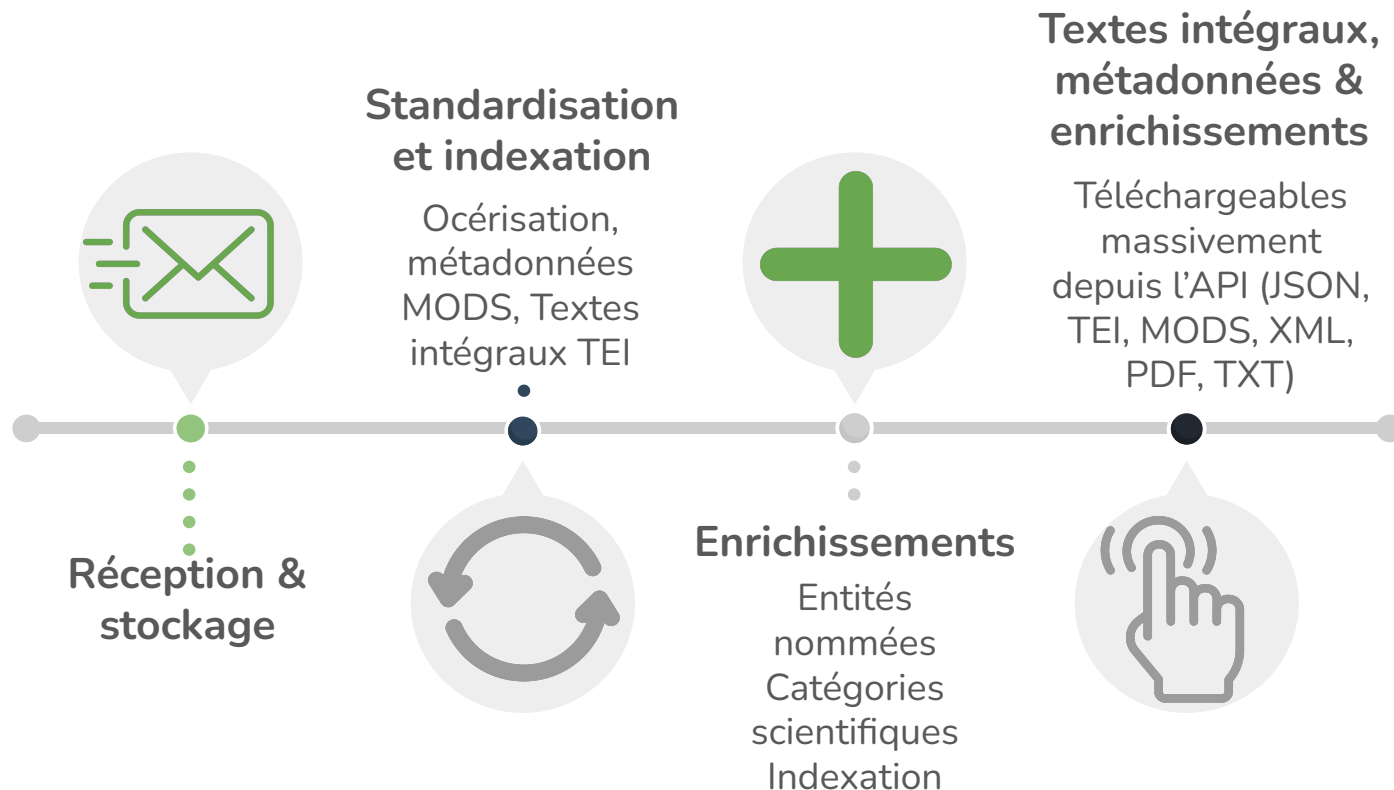 Réception &
stockage
Standardisation
et indexation
Océrisation,
métadonnées
MODS, Textes
intégraux TEI
Enrichissements
Entités
nommées
Catégories
scientifiques
Indexation
Textes intégraux,
métadonnées &
enrichissements
Téléchargeables
massivement
depuis l’API (JSON,
TEI, MODS, XML,
PDF, TXT)